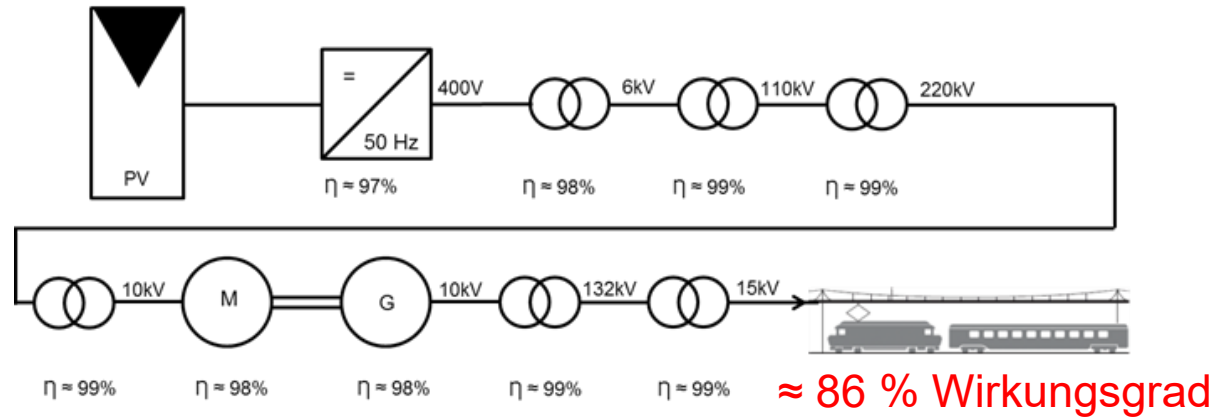 PV
=
50 Hz
400V
6kV
110kV
220kV
η ≈ 97%
η ≈ 98%
η ≈ 99%
η ≈ 99%
10kV
M
G
10kV
132kV
15kV
η ≈ 99%
η ≈ 98%
η ≈ 98%
η ≈ 99%
η ≈ 99%
≈ 86 % Wirkungsgrad